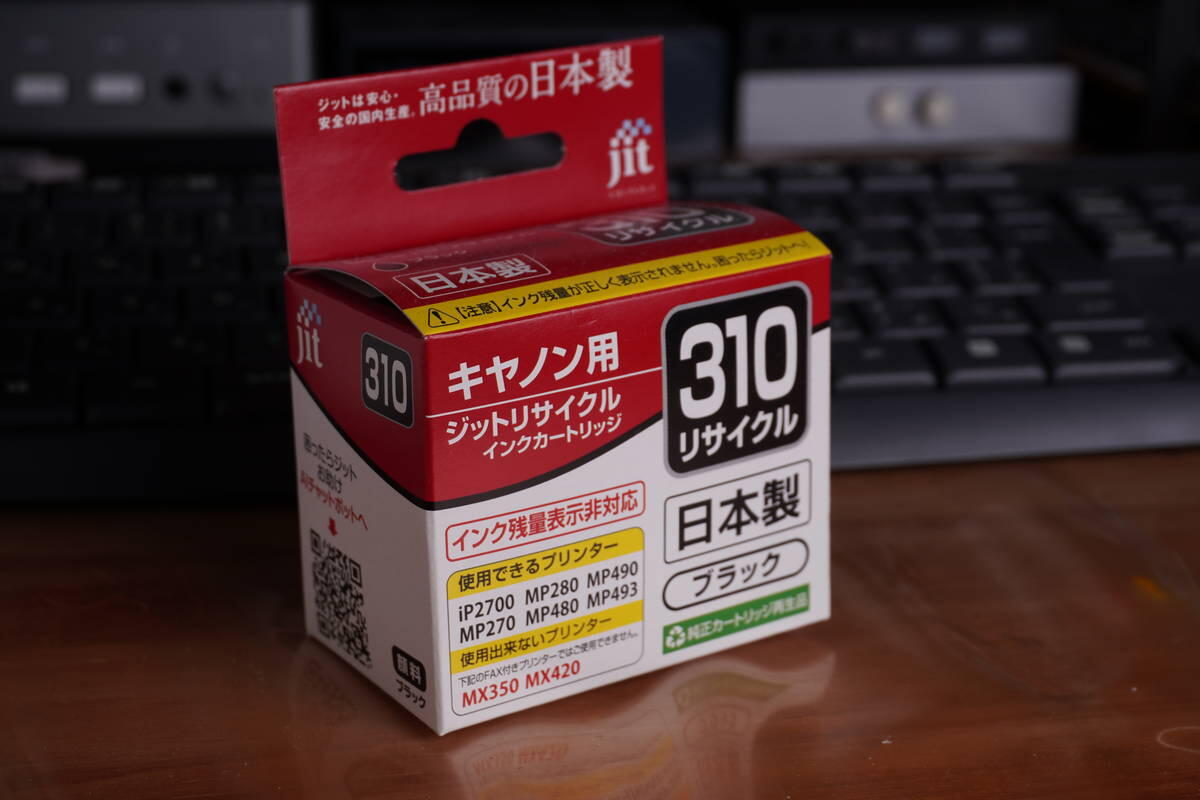 ジットは安心・
安全の国内生産。
高品質の日本製
jit
310
リサイクル
日本製
【注意】インク残量が正しく表示されません。困ったらジットへ!
jit
310
キヤノン用
ジットリサイクル
インクカートリッジ
310
リサイクル
困ったらジット
お助け
AIチャットボットへ
顔料
ブラック
インク残量表示非対応
使用できるプリンター
iP2700 MP280 MP490
MP270 MP480 MP493
使用出来ないプリンター
下記のFAX付きプリンターではご使用できません。
MX350 MX420
日本製
ブラック
純正カートリッジ再生品